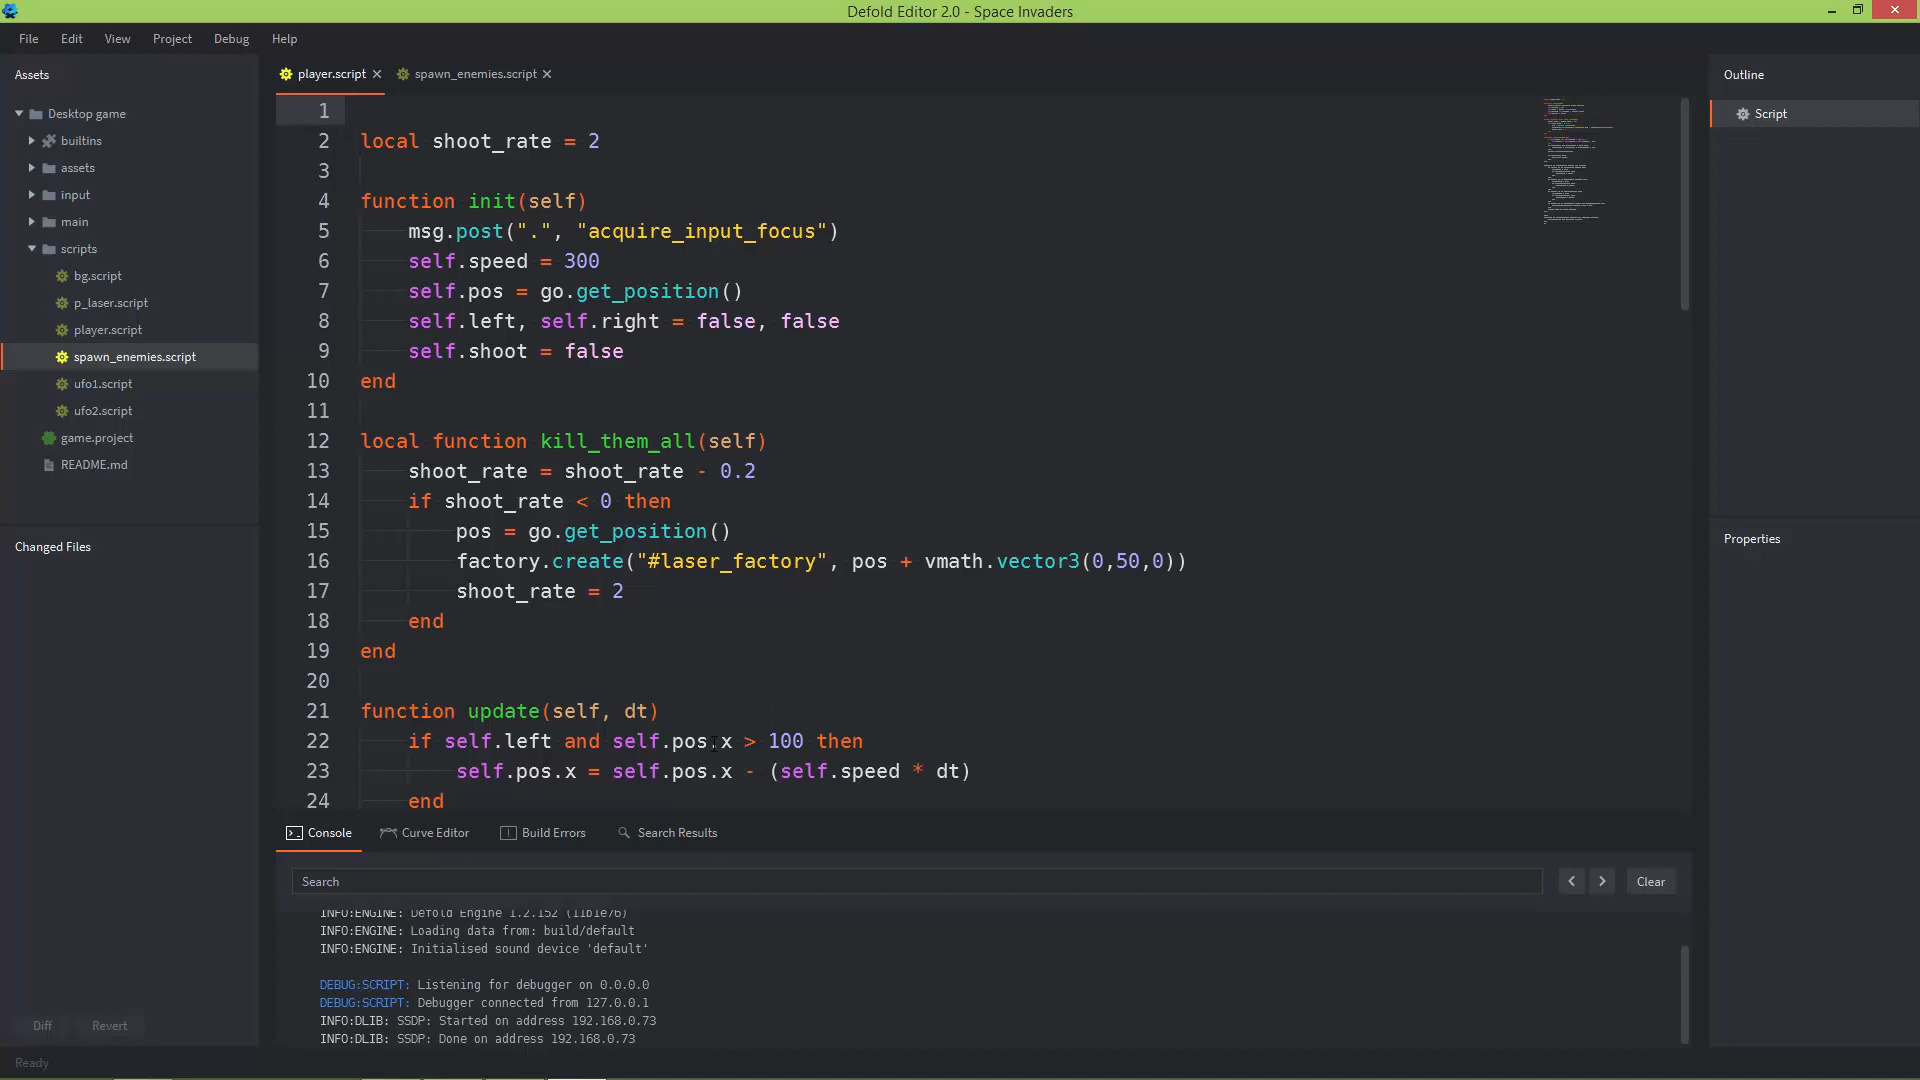 Defold Editor 2.0 - Space Invaders
File Edit View Project Debug Help
Assets
Desktop game
builtins
assets
input
main
scripts
bg.script
p_laser.script
player.script
spawn_enemies.script
ufo1.script
ufo2.script
game.project
README.md
Changed Files
Diff Revert
Ready
player.script spawn_enemies.script
1
2 local shoot_rate = 2
3
4 function init(self)
5 msg.post(".", "acquire_input_focus")
6 self.speed = 300
7 self.pos = go.get_position()
8 self.left, self.right = false, false
9 self.shoot = false
10 end
11
12 local function kill_them_all(self)
13 shoot_rate = shoot_rate - 0.2
14 if shoot_rate < 0 then
15 pos = go.get_position()
16 factory.create("#laser_factory", pos + vmath.vector3(0,50,0))
17 shoot_rate = 2
18 end
19 end
20
21 function update(self, dt)
22 if self.left and self.pos.x > 100 then
23 self.pos.x = self.pos.x - (self.speed * dt)
24 end
Console Curve Editor Build Errors Search Results
Search Clear
INFO:ENGINE: Defold Engine 1.2.152 (11b1e76)
INFO:ENGINE: Loading data from: build/default
INFO:ENGINE: Initialised sound device 'default'
DEBUG:SCRIPT: Listening for debugger on 0.0.0.0
DEBUG:SCRIPT: Debugger connected from 127.0.0.1
INFO:DLIB: SSDP: Started on address 192.168.0.73
INFO:DLIB: SSDP: Done on address 192.168.0.73
Outline
Script
Properties